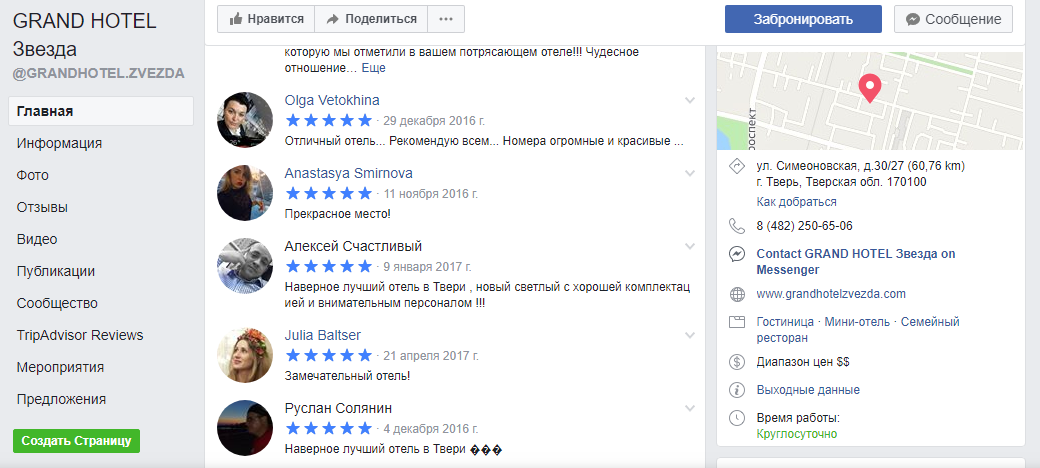 GRAND HOTEL
Звезда
@GRANDHOTEL.ZVEZDA
Главная
Информация
Фото
Отзывы
Видео
Публикации
Сообщество
TripAdvisor Reviews
Мероприятия
Предложения
Создать Страницу
Нравится
Поделиться
Забронировать
Сообщение
которую мы отметили в вашем потрясающем отеле!!! Чудесное
отношение… Еще
Olga Vetokhina
· 29 декабря 2016 г.
Отличный отель... Рекомендую всем... Номера огромные и красивые ...
Anastasya Smirnova
· 11 ноября 2016 г.
Прекрасное место!
Алексей Счастливый
· 9 января 2017 г.
Наверное лучший отель в Твери , новый светлый с хорошей комплектац
ией и внимательным персоналом !!!
Julia Baltser
· 21 апреля 2017 г.
Замечательный отель!
Руслан Солянин
· 4 декабря 2016 г.
Наверное лучший отель в Твери ���
роспект
ул. Симеоновская, д.30/27 (60,76 km)
г. Тверь, Тверская обл. 170100
Как добраться
8 (482) 250-65-06
Contact GRAND HOTEL Звезда on
Messenger
www.grandhotelzvezda.com
Гостиница · Мини-отель · Семейный
ресторан
Диапазон цен $$
Выходные данные
Время работы:
Круглосуточно